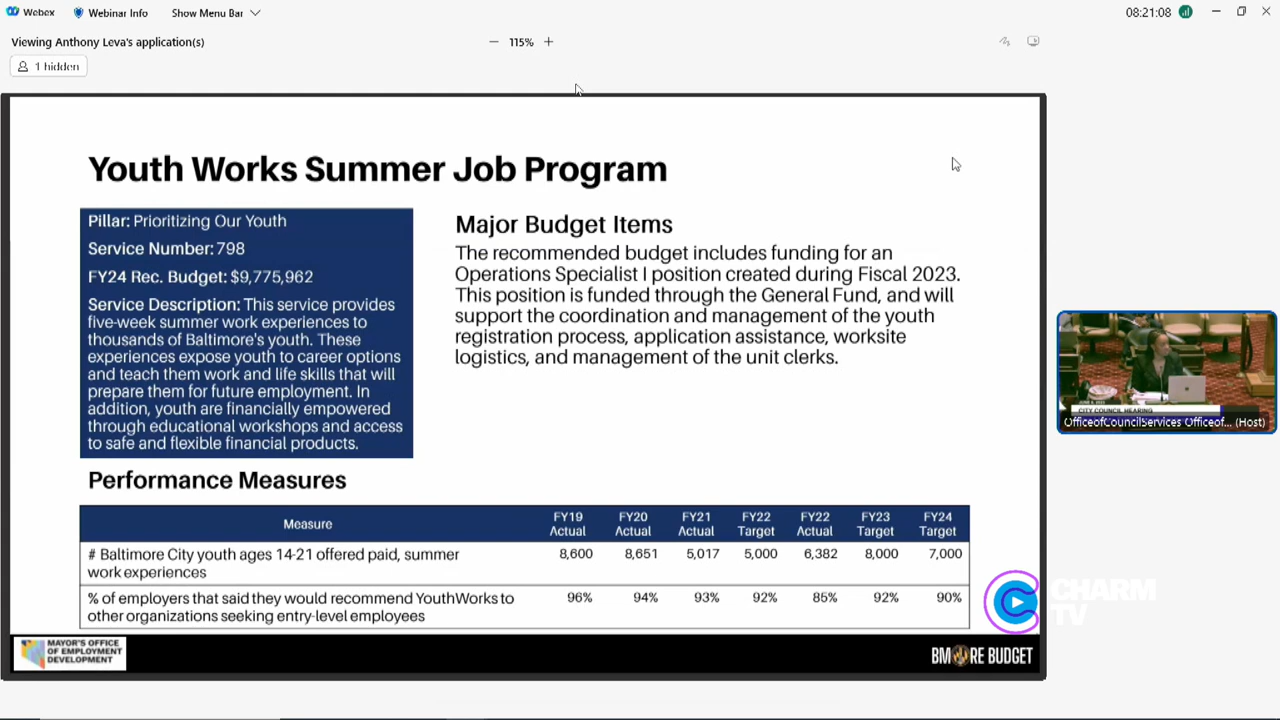 Webex
Webinar Info
Show Menu Bar
08:21:08
Viewing Anthony Leva's application(s)
115%
1 hidden
Youth Works Summer Job Program
Pillar: Prioritizing Our Youth
Service Number: 798
FY24 Rec. Budget: $9,775,962
Service Description: This service provides
five-week summer work experiences to
thousands of Baltimore's youth. These
experiences expose youth to career options
and teach them work and life skills that will
prepare them for future employment. In
addition, youth are financially empowered
through educational workshops and access
to safe and flexible financial products.
Major Budget Items
The recommended budget includes funding for an
Operations Specialist I position created during Fiscal 2023.
This position is funded through the General Fund, and will
support the coordination and management of the youth
registration process, application assistance, worksite
logistics, and management of the unit clerks.
CITY COUNCIL HEARING
OfficeofCouncilServices Officeof... (Host)
Performance Measures
Measure FY19 Actual FY20 Actual FY21 Actual FY22 Target FY22 Actual FY23 Target FY24 Target
# Baltimore City youth ages 14-21 offered paid, summer 8,600 8,651 5,017 5,000 6,382 8,000 7,000
work experiences
% of employers that said they would recommend YouthWorks to 96% 94% 93% 92% 85% 92% 90%
other organizations seeking entry-level employees
CHARM
TV
MAYOR'S OFFICE
OF EMPLOYMENT
DEVELOPMENT
BMORE BUDGET